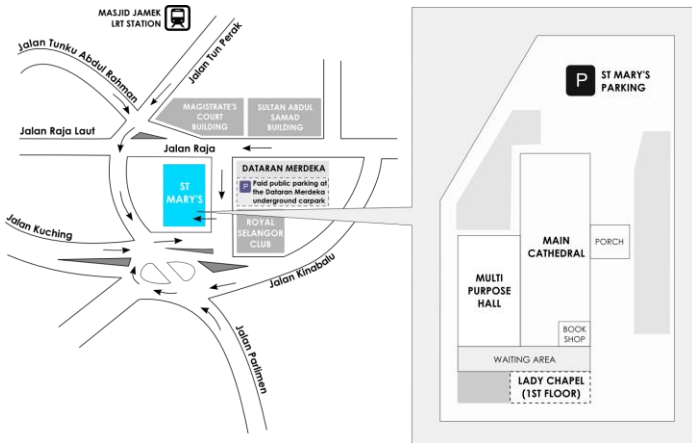 MASJID JAMEK
LRT STATION
Jalan Tunku Abdul Rahman
Jalan Tun Perak
MAGISTRATE'S
COURT
BUILDING
SULTAN ABDUL
SAMAD
BUILDING
Jalan Raja Laut
Jalan Raja
ST
MARY'S
DATARAN MERDEKA
P
Paid public parking at
the Dataran Merdeka
underground carpark
ROYAL
SELANGOR
CLUB
Jalan Kuching
Jalan Kinabalu
Jalan Parlimen
P
ST MARY'S
PARKING
MAIN
CATHEDRAL
PORCH
MULTI
PURPOSE
HALL
BOOK
SHOP
WAITING AREA
LADY CHAPEL
(1ST FLOOR)